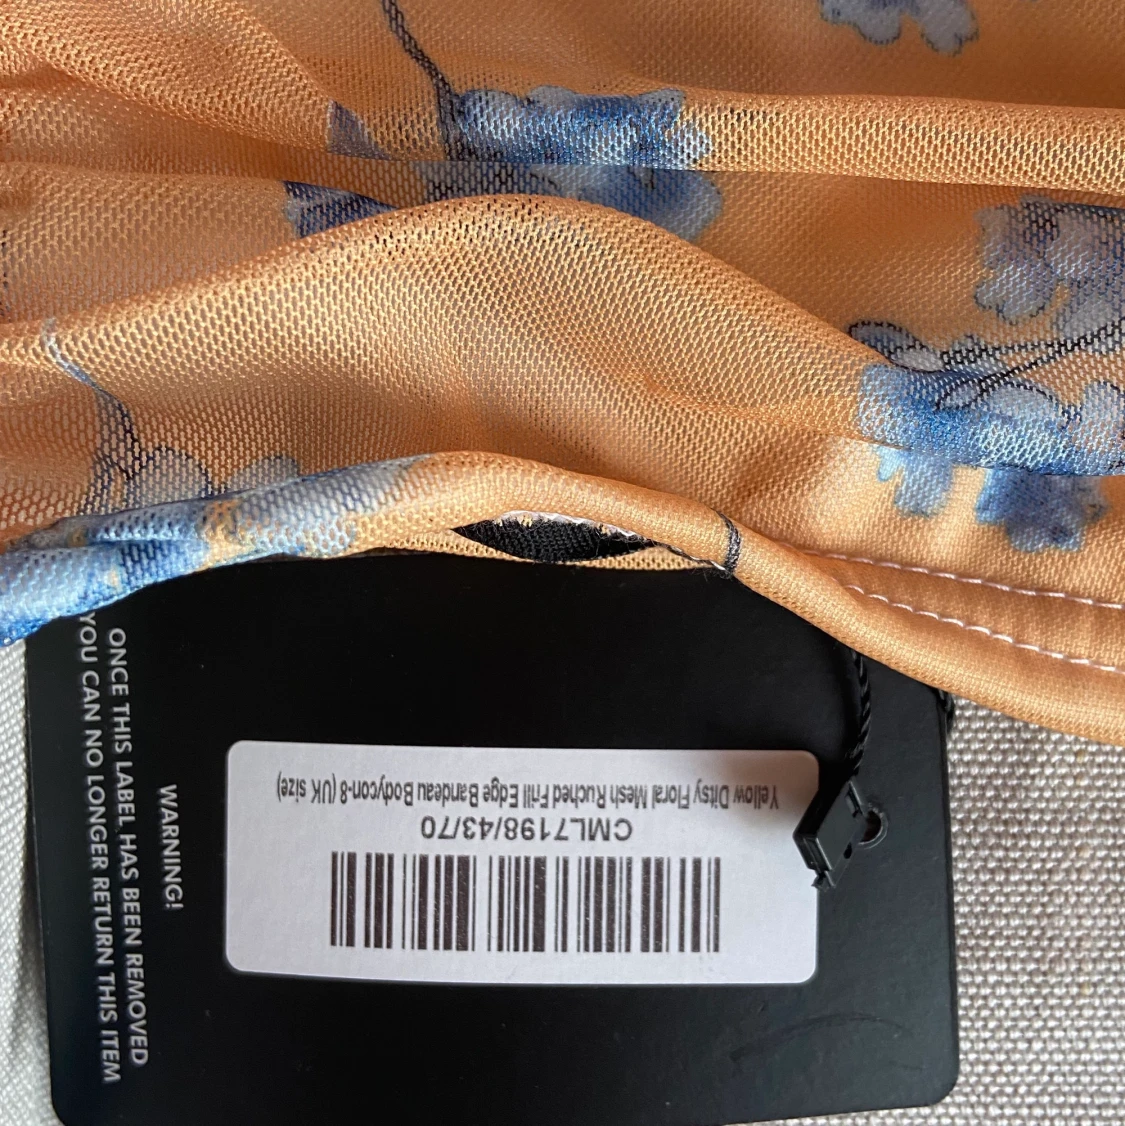 WARNING!
ONCE THIS LABEL HAS BEEN REMOVED
YOU CAN NO LONGER RETURN THIS ITEM
CML7198/43/70
Yellow Ditsy Floral Mesh Ruched Frill Edge Bandeau Bodycon-8 (UK size)